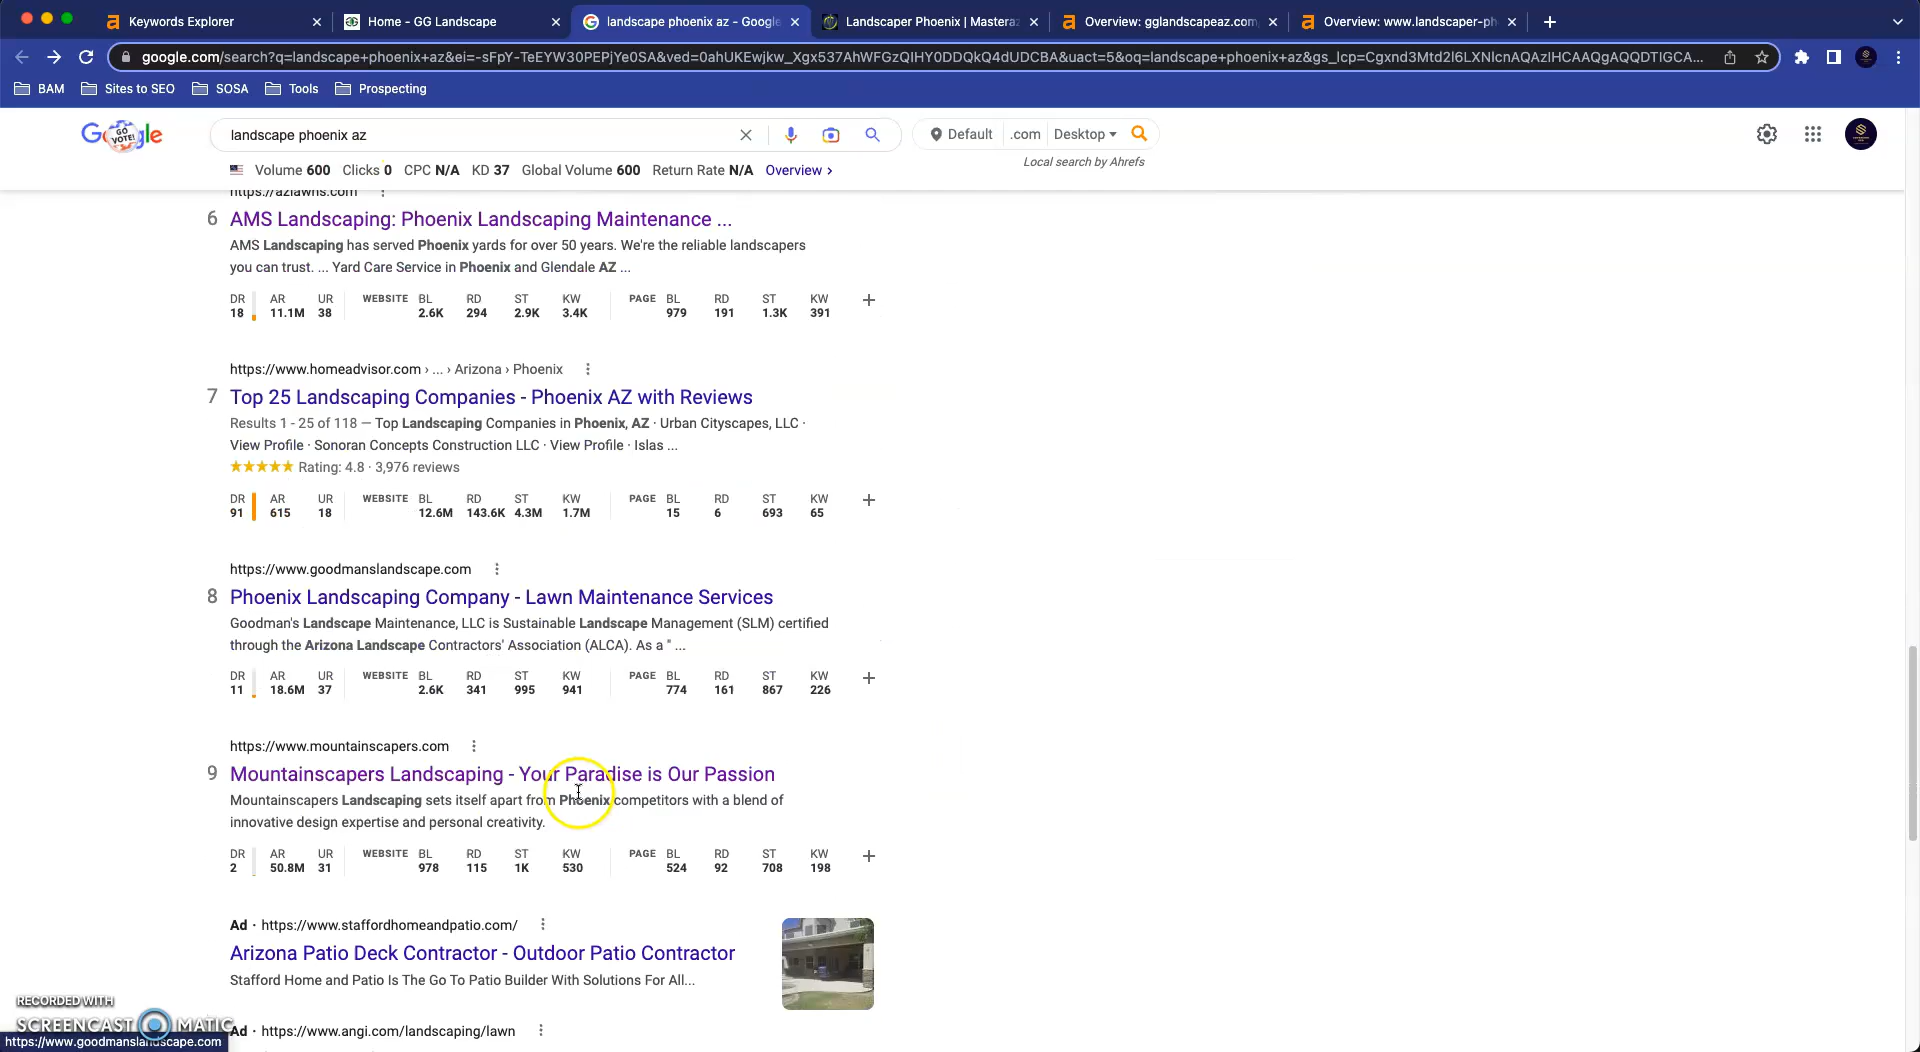 Keywords Explorer
Home - GG Landscape
landscape phoenix az - Google
Landscaper Phoenix | Masteraz
Overview: gglandscapeaz.com
Overview: www.landscaper-ph
google.com/search?q=landscape+phoenix+az&ei=-sFpY-TeEYW30PEPjYe0SA&ved=0ahUKEwjkw_Xgx537AhWFGzQIHY0DDQkQ4dUDCBA&uact=5&oq=landscape+phoenix+az&gs_lcp=Cgxnd3Mtd2l6LXNlcnAQAzIHCAAQgAQQDTIGCA...
BAM
Sites to SEO
SOSA
Tools
Prospecting
Google
GO VOTE!
landscape phoenix az
Default
.com
Desktop
Local search by Ahrefs
Volume 600 Clicks 0 CPC N/A KD 37 Global Volume 600 Return Rate N/A Overview ›
https://azlawns.com
6 AMS Landscaping: Phoenix Landscaping Maintenance ...
AMS Landscaping has served Phoenix yards for over 50 years. We're the reliable landscapers
you can trust. ... Yard Care Service in Phoenix and Glendale AZ ...
DR AR UR WEBSITE BL RD ST KW PAGE BL RD ST KW
18 11.1M 38 2.6K 294 2.9K 3.4K 979 191 1.3K 391
https://www.homeadvisor.com › ... › Arizona › Phoenix
7 Top 25 Landscaping Companies - Phoenix AZ with Reviews
Results 1 - 25 of 118 — Top Landscaping Companies in Phoenix, AZ · Urban Cityscapes, LLC ·
View Profile · Sonoran Concepts Construction LLC · View Profile · Islas ...
Rating: 4.8 · 3,976 reviews
DR AR UR WEBSITE BL RD ST KW PAGE BL RD ST KW
91 615 18 12.6M 143.6K 4.3M 1.7M 15 6 693 65
https://www.goodmanslandscape.com
8 Phoenix Landscaping Company - Lawn Maintenance Services
Goodman's Landscape Maintenance, LLC is Sustainable Landscape Management (SLM) certified
through the Arizona Landscape Contractors' Association (ALCA). As a " ...
DR AR UR WEBSITE BL RD ST KW PAGE BL RD ST KW
11 18.6M 37 2.6K 341 995 941 774 161 867 226
https://www.mountainscapers.com
9 Mountainscapers Landscaping - Your Paradise is Our Passion
Mountainscapers Landscaping sets itself apart from Phoenix competitors with a blend of
innovative design expertise and personal creativity.
DR AR UR WEBSITE BL RD ST KW PAGE BL RD ST KW
2 50.8M 31 978 115 1K 530 524 92 708 198
Ad · https://www.staffordhomeandpatio.com/
Arizona Patio Deck Contractor - Outdoor Patio Contractor
Stafford Home and Patio Is The Go To Patio Builder With Solutions For All...
RECORDED WITH
SCREENCAST MATIC
Ad · https://www.angi.com/landscaping/lawn
https://www.goodmanslandscape.com